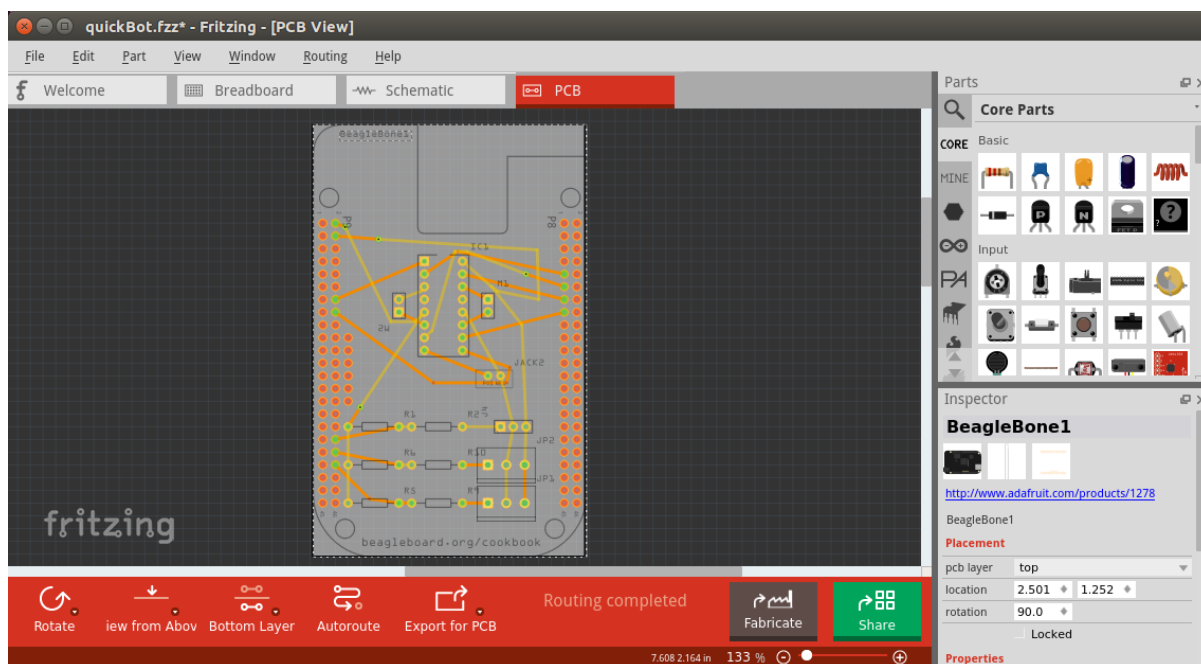 quickBot.fzz* - Fritzing - [PCB View]
File Edit Part View Window Routing Help
Welcome Breadboard Schematic PCB
Parts
Core Parts
CORE
MINE
Basic
Input
BeagleBone1
P9
P8
IC1
M1
M2
JACK2
R1 R2
JP2
R6 R10
JP1
R5 R9
beagleboard.org/cookbook
fritzing
Inspector
BeagleBone1
http://www.adafruit.com/products/1278
BeagleBone1
Placement
pcb layer top
location 2.501 1.252
rotation 90.0
Locked
Properties
Rotate
iew from Abov
Bottom Layer
Autoroute
Export for PCB
Routing completed
Fabricate
Share
7.608 2.164 in 133 %